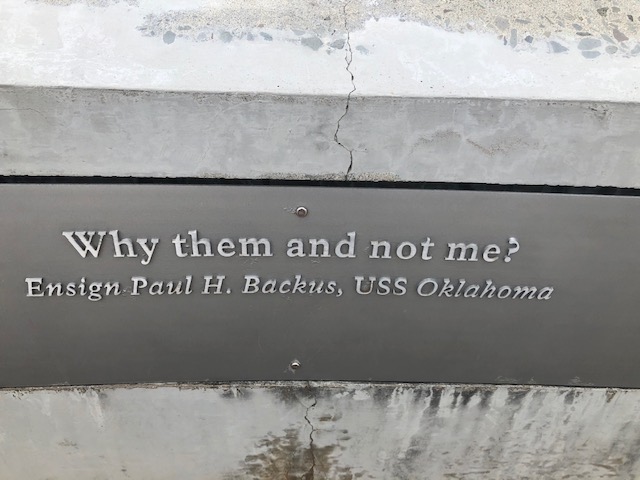 Why them and not me?
Ensign Paul H. Backus, USS Oklahoma